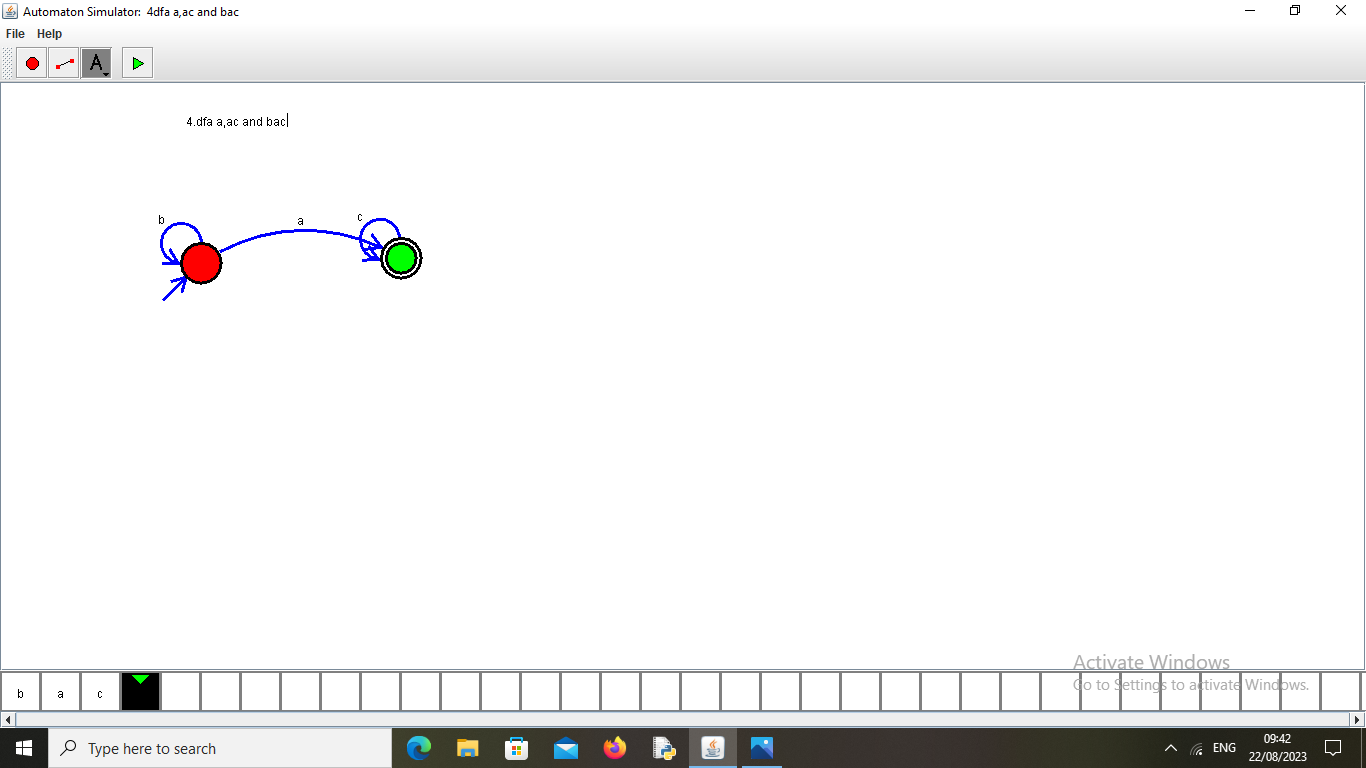 Automaton Simulator: 4dfa a,ac and bac
File Help
A
4.dfa a,ac and bac
b a c
b a c
Activate Windows
Go to Settings to activate Windows.
Type here to search
ENG
09:42
22/08/2023